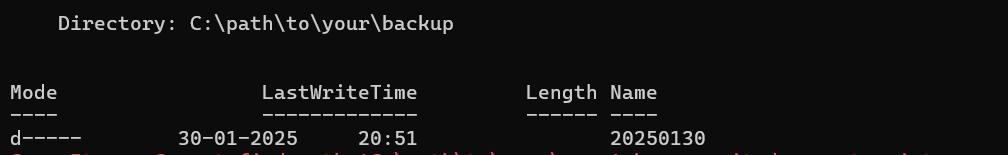 Directory: C:\path\to\your\backup
Mode LastWriteTime Length Name
---- ------------- ------ ----
d----- 30-01-2025 20:51 20250130